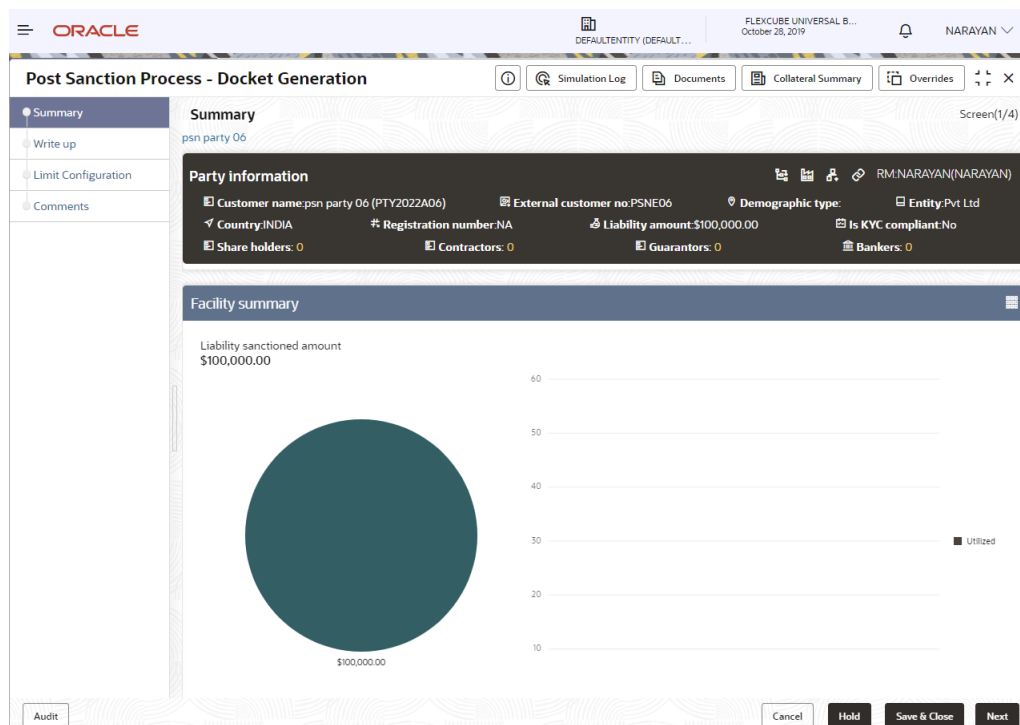 ORACLE
DEFAULTENTITY (DEFAULT...
FLEXCUBE UNIVERSAL B...
October 28, 2019
NARAYAN
Post Sanction Process - Docket Generation
Simulation Log
Documents
Collateral Summary
Overrides
Summary
Write up
Limit Configuration
Comments
Summary
Screen(1/4)
psn party 06
Party information
RM:NARAYAN(NARAYAN)
Customer name:psn party 06 (PTY2022A06) External customer no:PSNE06 Demographic type: Entity:Pvt Ltd
Country:INDIA Registration number:NA Liability amount:$100,000.00 Is KYC compliant:No
Share holders: 0 Contractors: 0 Guarantors: 0 Bankers: 0
Facility summary
Liability sanctioned amount
$100,000.00
$100,000.00
60
50
40
30
20
10
Utilized
Audit
Cancel
Hold
Save & Close
Next